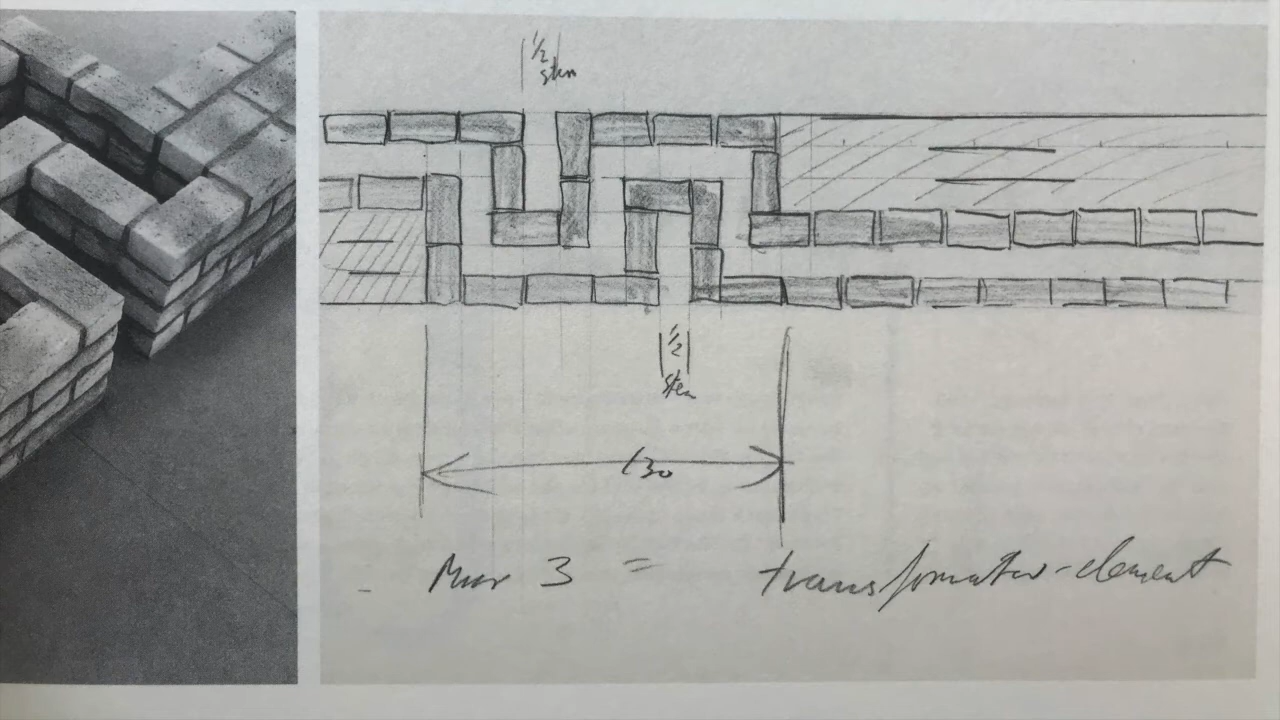 1/2
sten
1/2
sten
130
- Mur 3 = transformator-element